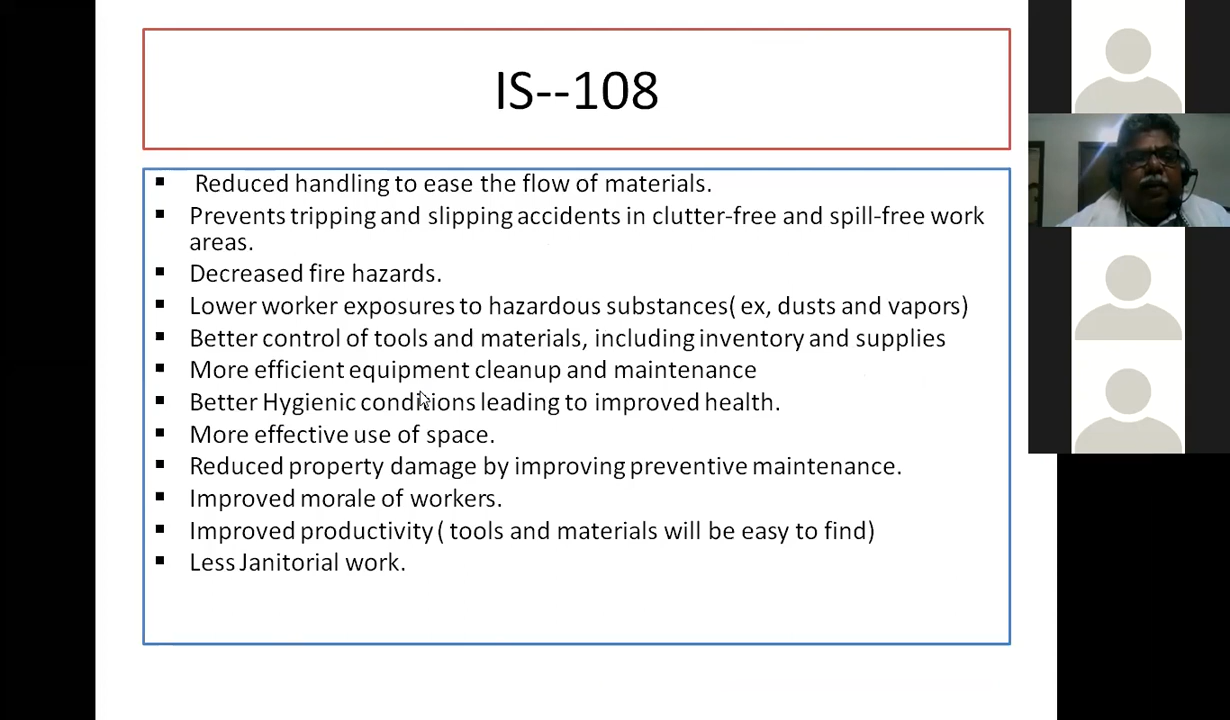 IS--108
Reduced handling to ease the flow of materials.
Prevents tripping and slipping accidents in clutter-free and spill-free work
areas.
Decreased fire hazards.
Lower worker exposures to hazardous substances( ex, dusts and vapors)
Better control of tools and materials, including inventory and supplies
More efficient equipment cleanup and maintenance
Better Hygienic conditions leading to improved health.
More effective use of space.
Reduced property damage by improving preventive maintenance.
Improved morale of workers.
Improved productivity ( tools and materials will be easy to find)
Less Janitorial work.